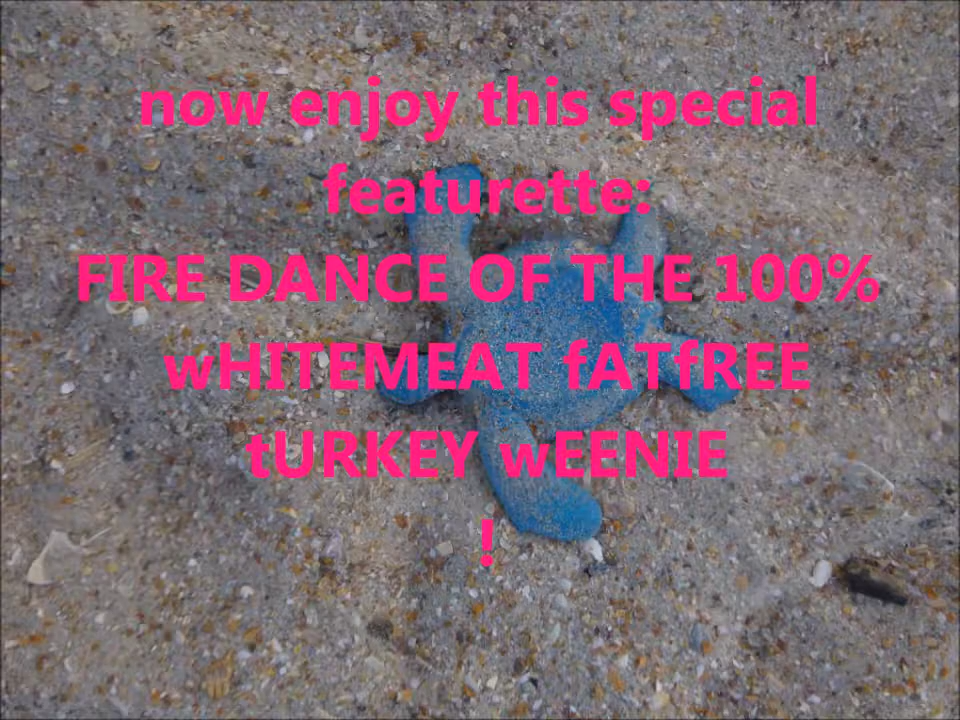 now enjoy this special
featurette:
FIRE DANCE OF THE 100%
wHITEMEAT fATfREE
tURKEY wEENIE
!